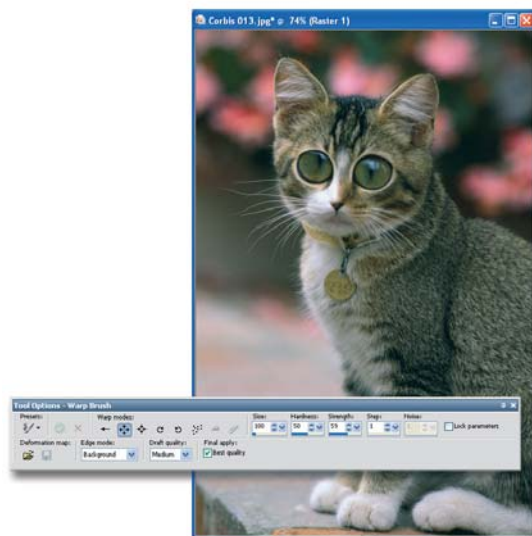 Corbis 013.jpg* @ 74% (Raster 1)
Tool Options - Warp Brush
Presets: Warp modes: Size: Hardness: Strength: Step: Noise:
100 50 59 1 Lock parameters
Deformation map: Edge mode: Draft quality: Final apply:
Background Medium Best quality